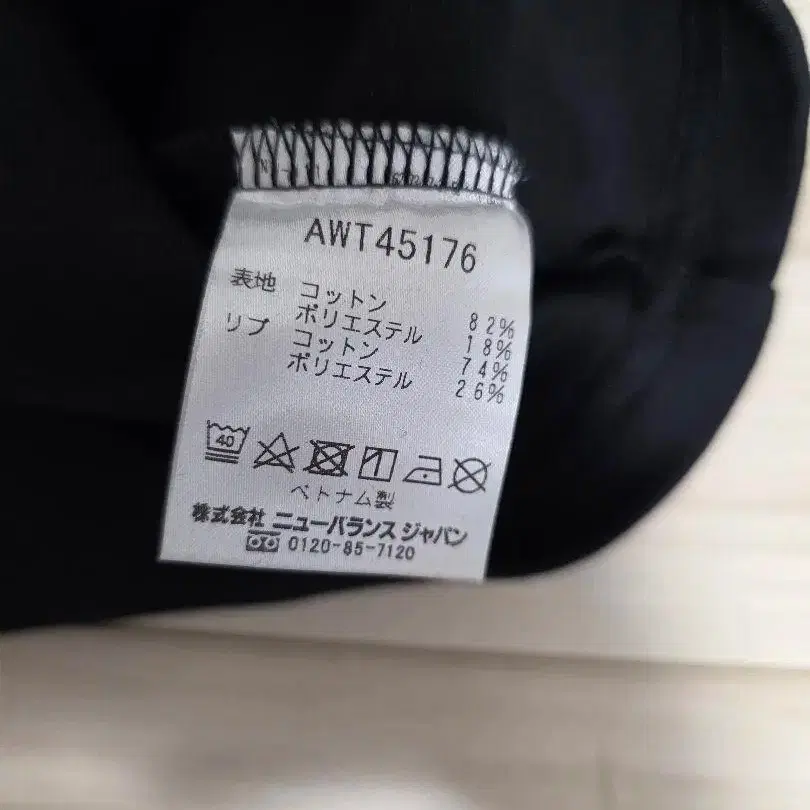 AWT45176
表地 コットン 82%
ポリエステル 18%
リブ コットン 74%
ポリエステル 26%
40
ベトナム製
株式会社 ニューバランス ジャパン
0120-85-7120